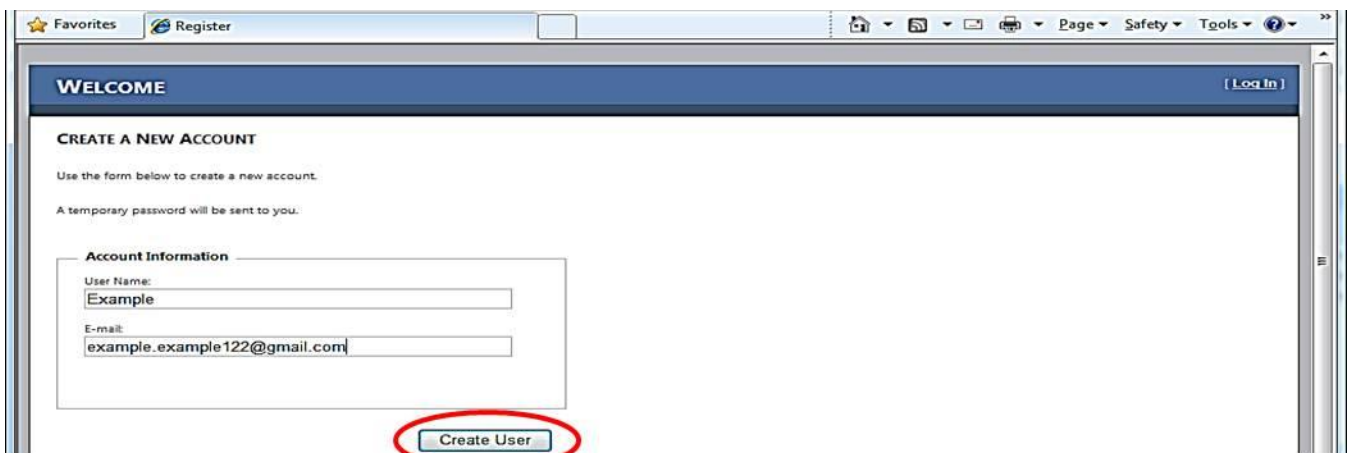 Favorites Register Page Safety Tools »
WELCOME [ Log In ]
CREATE A NEW ACCOUNT
Use the form below to create a new account.
A temporary password will be sent to you.
Account Information
User Name:
Example
E-mail:
example.example122@gmail.com
Create User